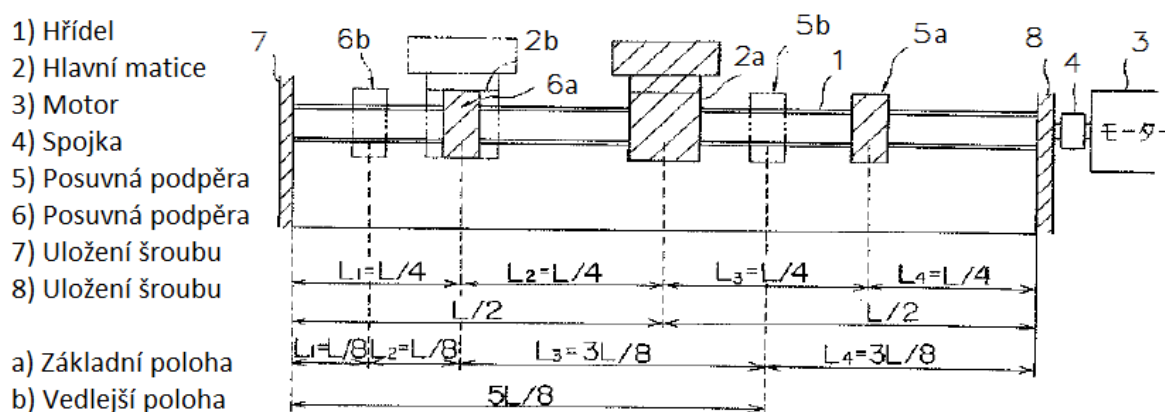 1) Hřídel
2) Hlavní matice
3) Motor
4) Spojka
5) Posuvná podpěra
6) Posuvná podpěra
7) Uložení šroubu
8) Uložení šroubu
a) Základní poloha
b) Vedlejší poloha
7
6b
2b
6a
2a
5b
1
5a
8
4
3
モーター
L₁=L/4
L₂=L/4
L₃=L/4
L₄=L/4
L/2
L/2
L₁=L/8
L₂=L/8
L₃=3L/8
L₄=3L/8
5L/8